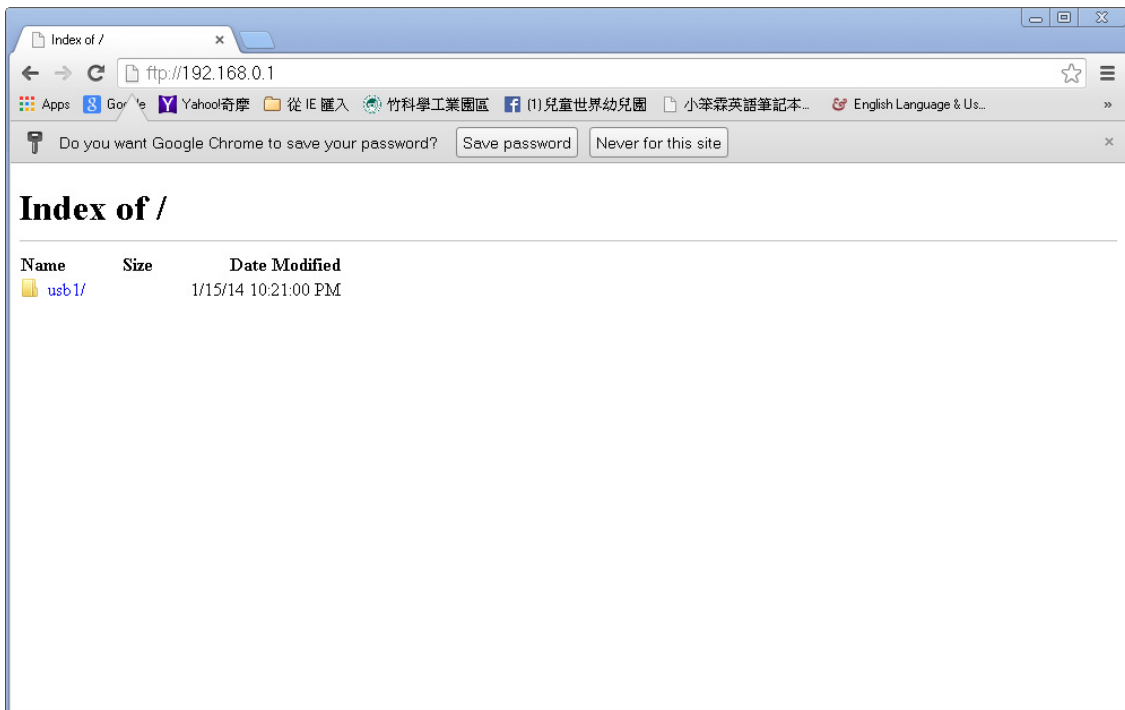 Index of /
ftp://192.168.0.1
Apps Google Yahoo!奇摩 從 IE 匯入 竹科學工業園區 (1) 兒童世界幼兒園 小笨霖英語筆記本... English Language & Us... »
Do you want Google Chrome to save your password? Save password Never for this site
Index of /
Name Size Date Modified
usb1/ 1/15/14 10:21:00 PM